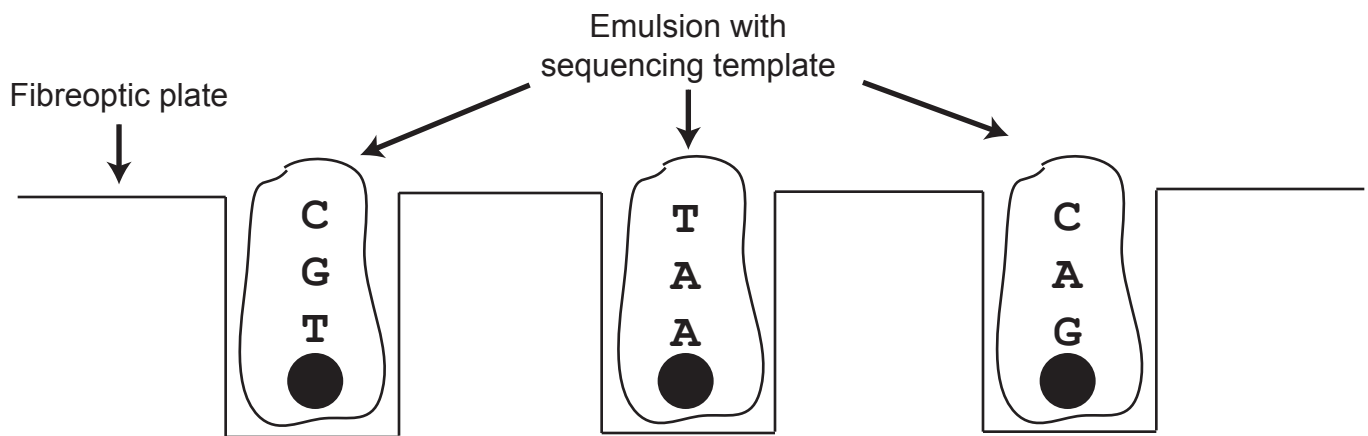 Emulsion with
sequencing template
Fibreoptic plate
C
G
T
T
A
A
C
A
G